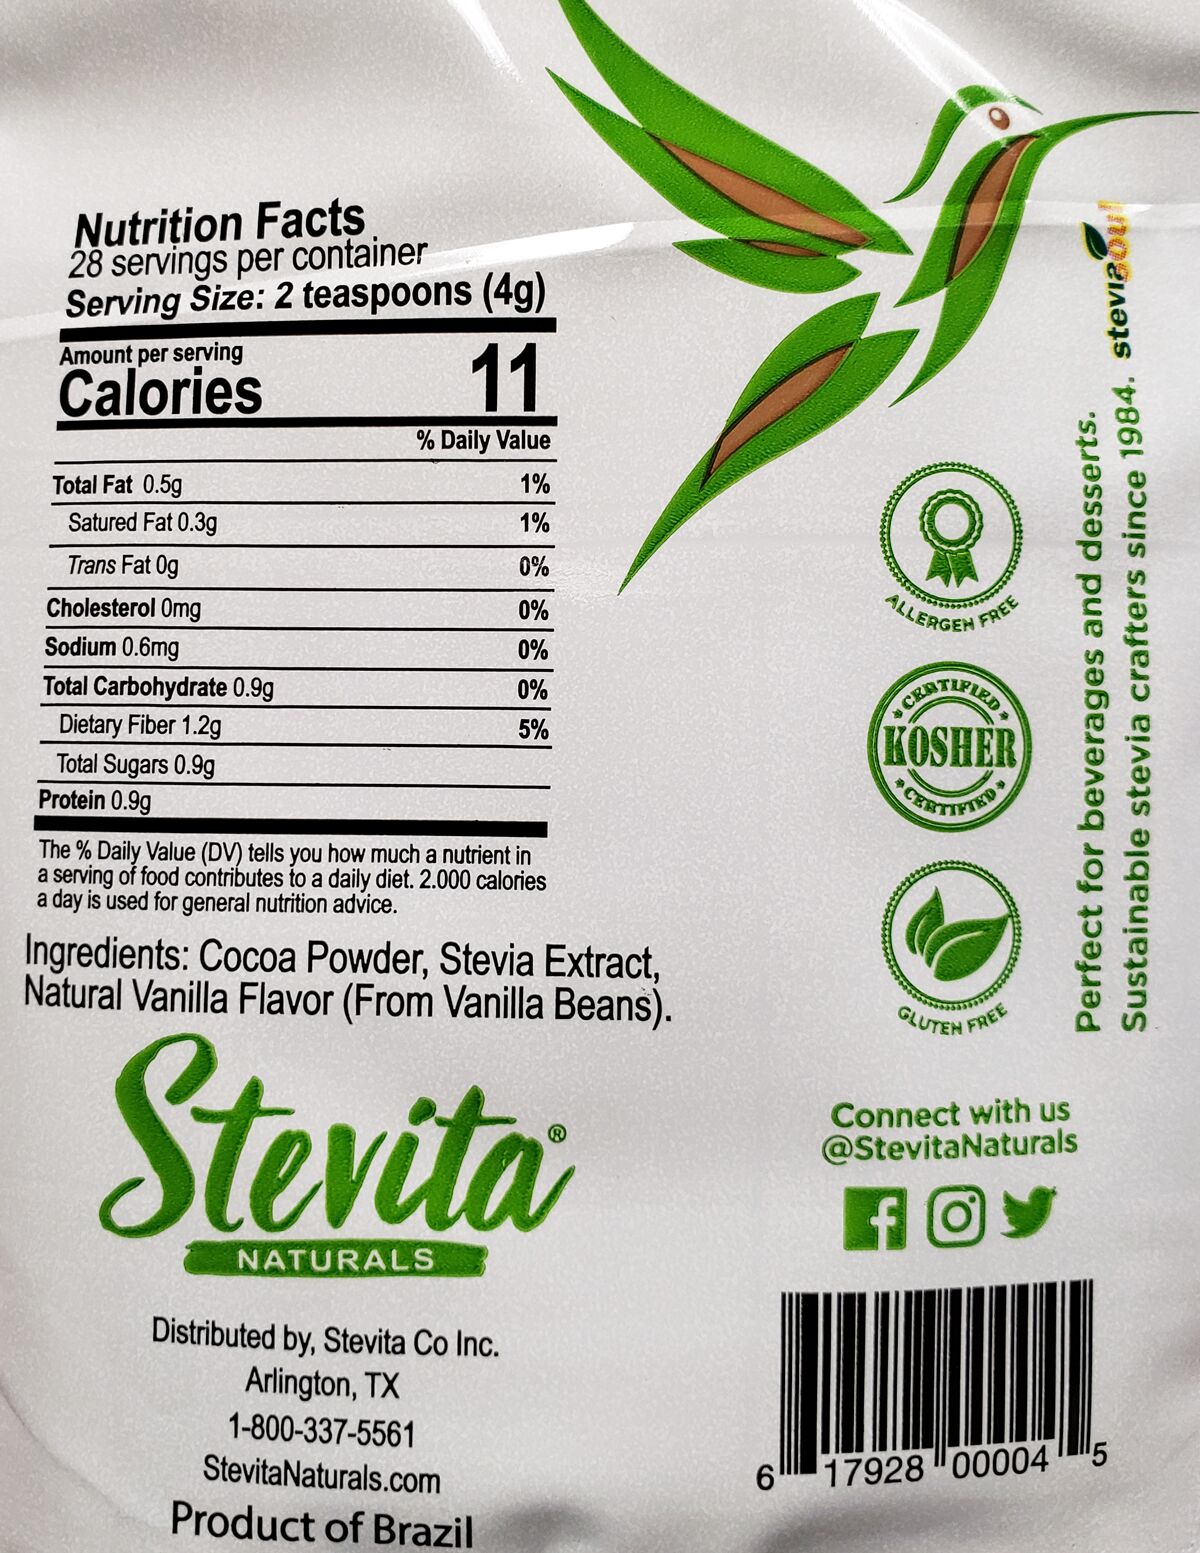 Nutrition Facts
28 servings per container
Serving Size: 2 teaspoons (4g)
Amount per serving
Calories 11
% Daily Value
Total Fat 0.5g 1%
Satured Fat 0.3g 1%
Trans Fat 0g 0%
Cholesterol 0mg 0%
Sodium 0.6mg 0%
Total Carbohydrate 0.9g 0%
Dietary Fiber 1.2g 5%
Total Sugars 0.9g
Protein 0.9g
The % Daily Value (DV) tells you how much a nutrient in
a serving of food contributes to a daily diet. 2.000 calories
a day is used for general nutrition advice.
Ingredients: Cocoa Powder, Stevia Extract,
Natural Vanilla Flavor (From Vanilla Beans).
Stevita®
NATURALS
Distributed by, Stevita Co Inc.
Arlington, TX
1-800-337-5561
StevitaNaturals.com
Product of Brazil
ALLERGEN FREE
CERTIFIED
KOSHER
CERTIFIED
GLUTEN FREE
Perfect for beverages and desserts.
Sustainable stevia crafters since 1984. steviasoul
Connect with us
@StevitaNaturals
6 17928 00004 5